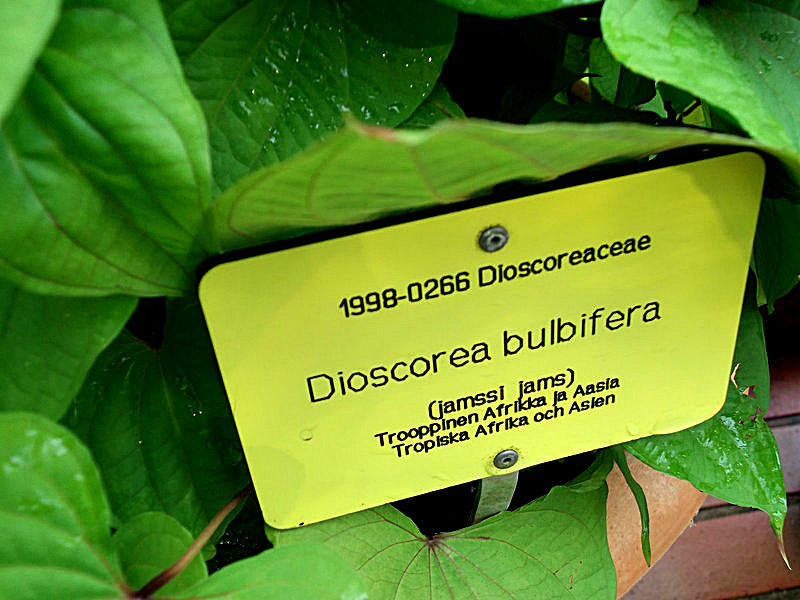 1998-0266 Dioscoreaceae
Dioscorea bulbifera
(jamssi jams)
Trooppinen Afrikka ja Aasia
Tropiska Afrika och Asien